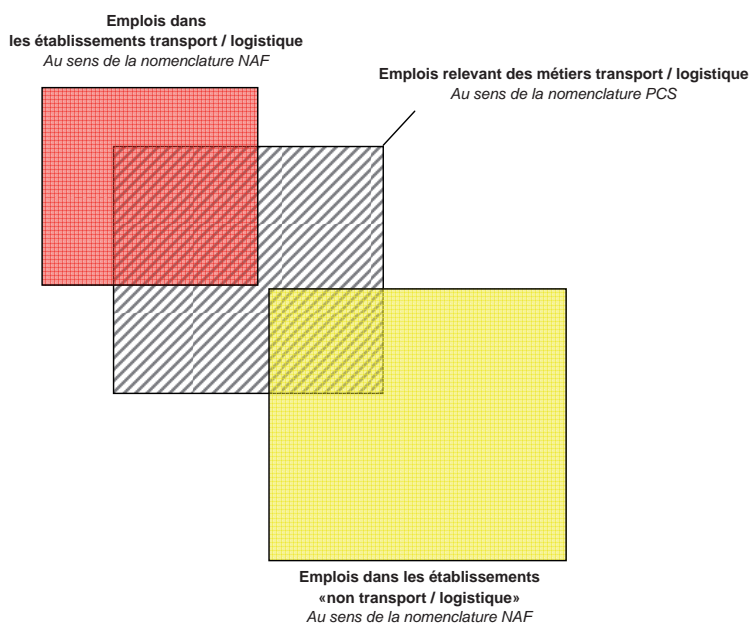 Emplois dans
les établissements transport / logistique
Au sens de la nomenclature NAF
Emplois relevant des métiers transport / logistique
Au sens de la nomenclature PCS
Emplois dans les établissements
«non transport / logistique»
Au sens de la nomenclature NAF